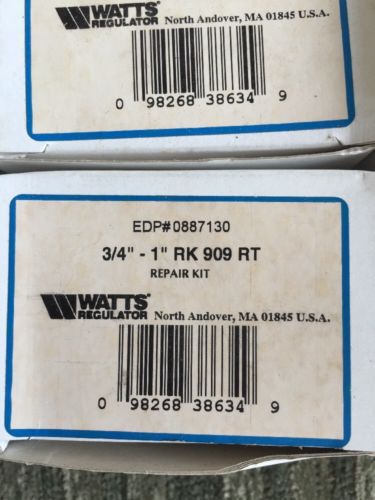 WATTS®
REGULATOR North Andover, MA 01845 U.S.A.
0 98268 38634 9
EDP#0887130
3/4" - 1" RK 909 RT
REPAIR KIT
WATTS®
REGULATOR North Andover, MA 01845 U.S.A.
0 98268 38634 9